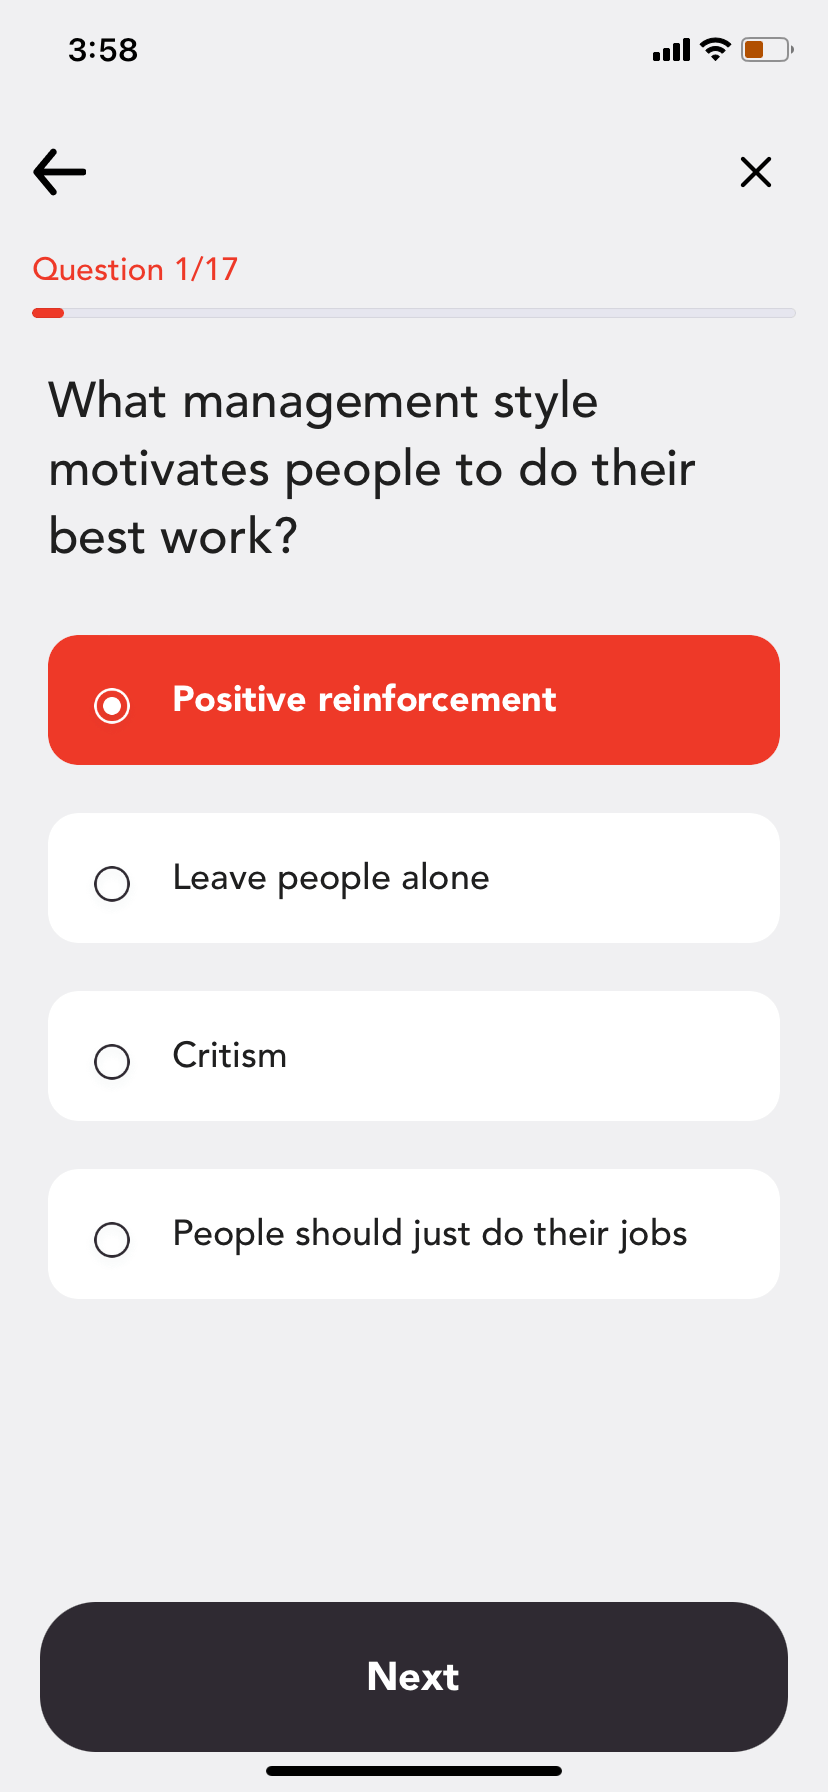 3:58
Question 1/17
What management style
motivates people to do their
best work?
Positive reinforcement
Leave people alone
Critism
People should just do their jobs
Next